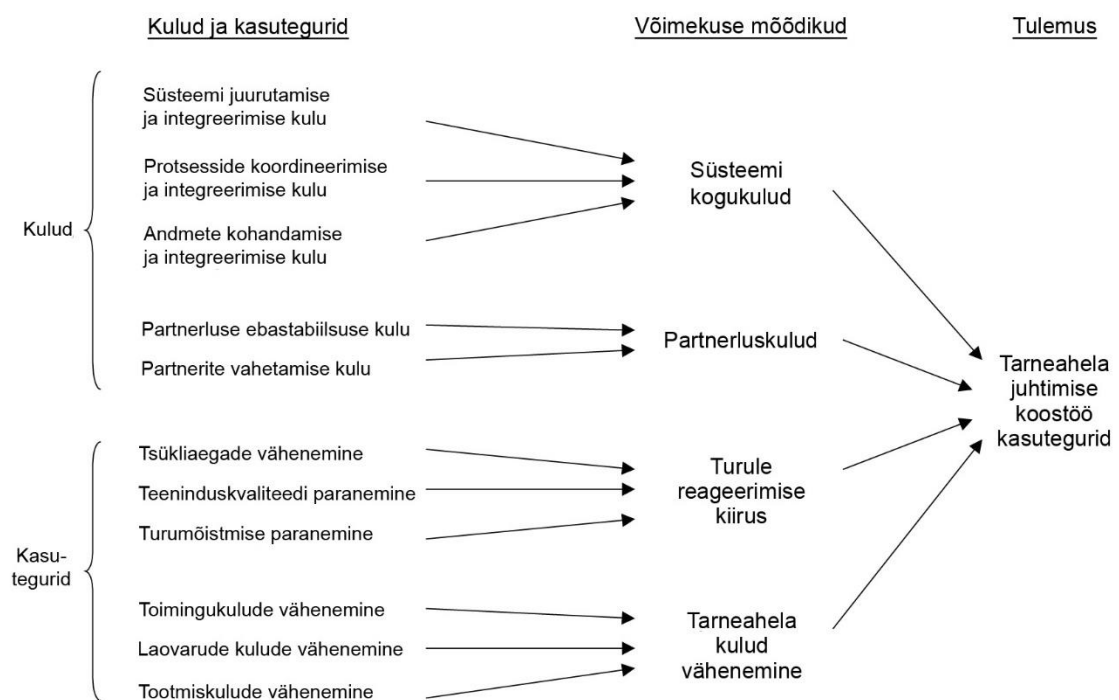 Kulud ja kasutegurid
Võimekuse mõõdikud
Tulemus
Kulud
Süsteemi juurutamise
ja integreerimise kulu
Protsesside koordineerimise
ja integreerimise kulu
Andmete kohandamise
ja integreerimise kulu
Partnerluse ebastabiilsuse kulu
Partnerite vahetamise kulu
Süsteemi
kogukulud
Partnerluskulud
Kasu-
tegurid
Tsükliaegade vähenemine
Teeninduskvaliteedi paranemine
Turumõistmise paranemine
Toimingukulude vähenemine
Laovarude kulude vähenemine
Tootmiskulude vähenemine
Turule
reageerimise
kiirus
Tarneahela
kulud
vähenemine
Tarneahela
juhtimise
koostöö
kasutegurid